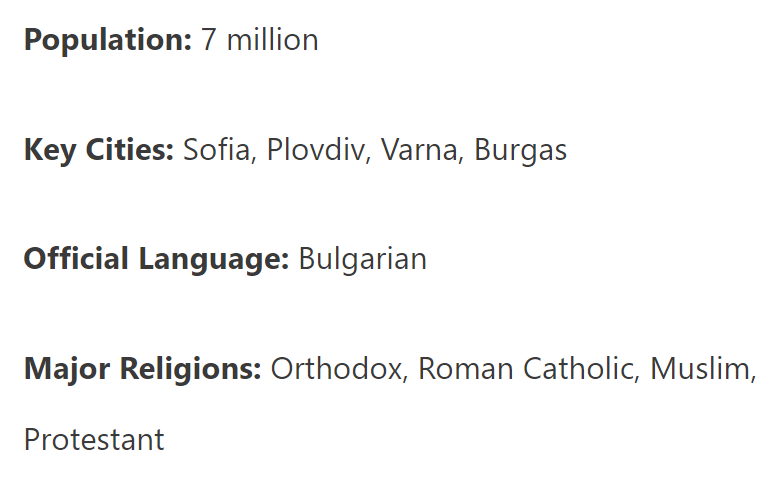 Population: 7 million
Key Cities: Sofia, Plovdiv, Varna, Burgas
Official Language: Bulgarian
Major Religions: Orthodox, Roman Catholic, Muslim,
Protestant